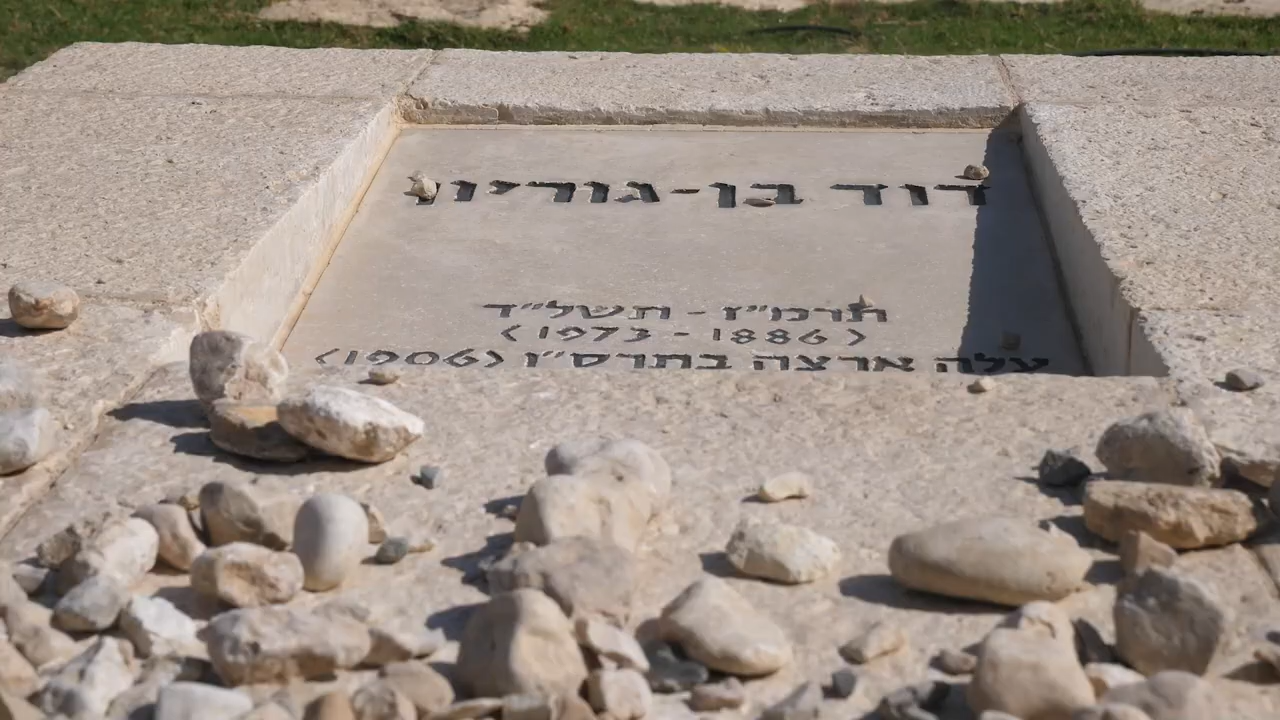 דוד בן-גוריון
תרמ״ו - תשל״ד
(1886 - 1973)
עלה ארצה בתרס״ו (1906)